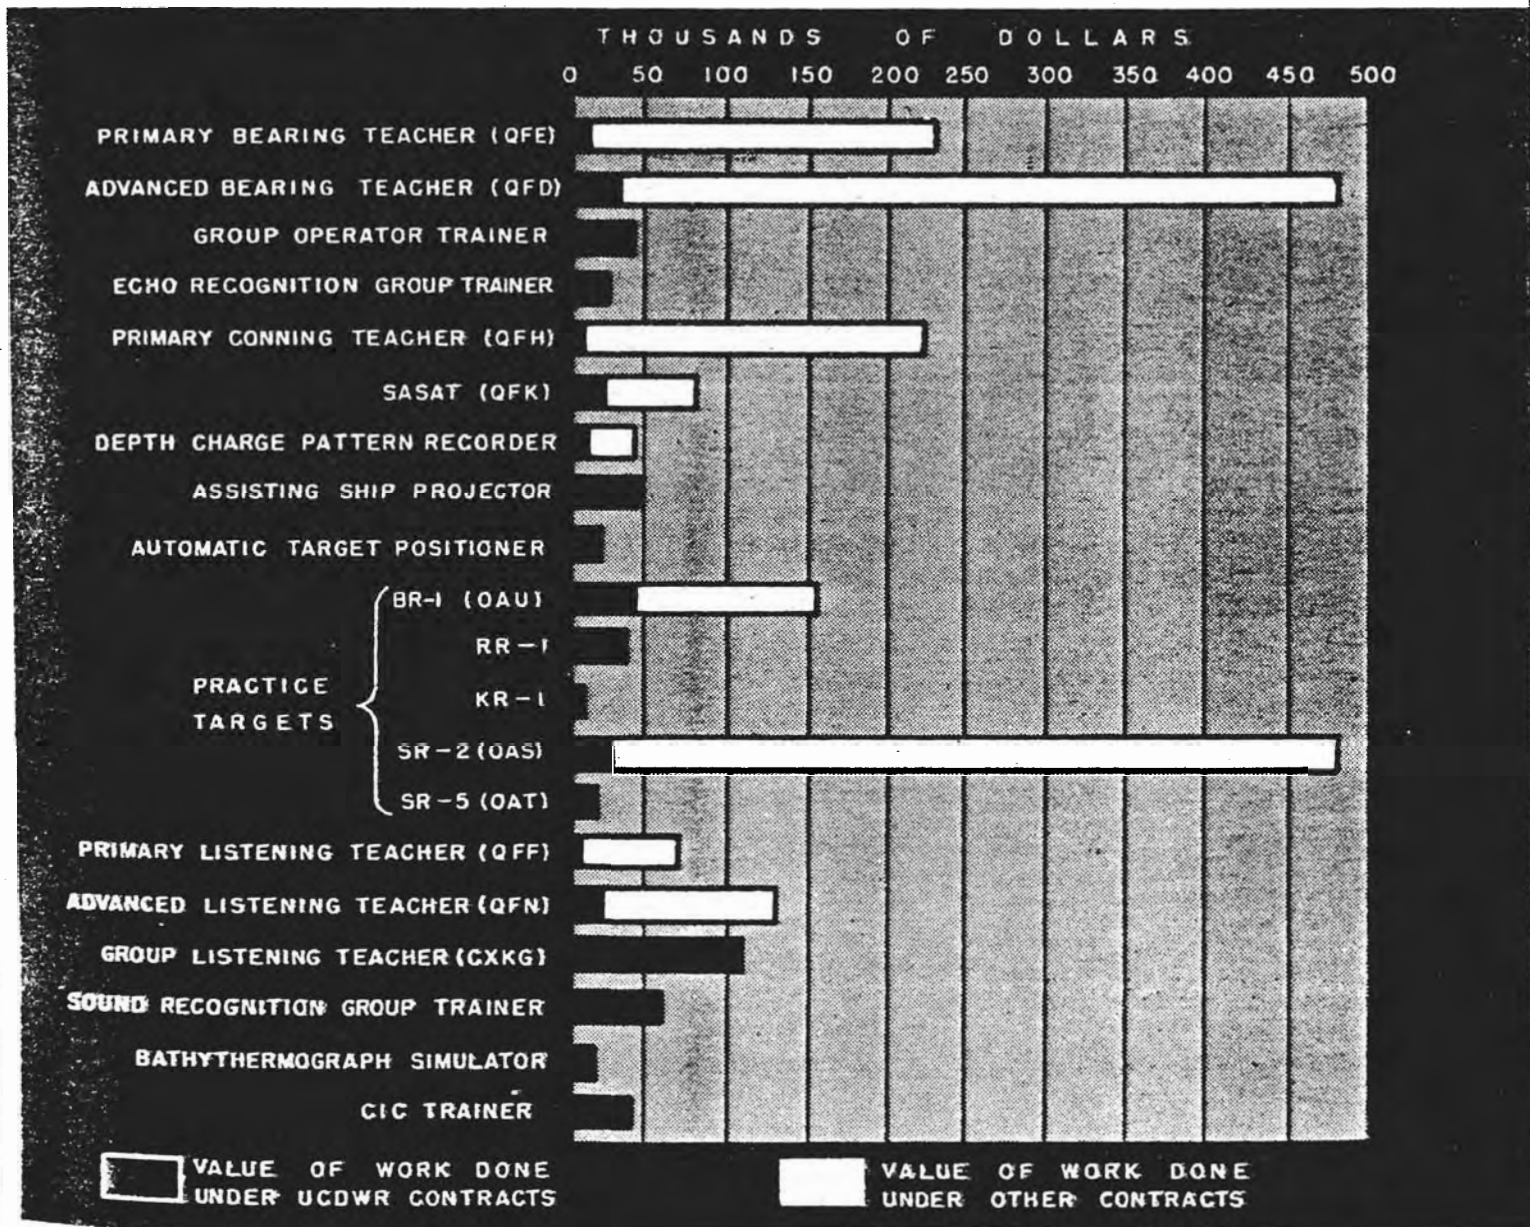 THOUSANDS OF DOLLARS
0 50 100 150 200 250 300 350 400 450 500
PRIMARY BEARING TEACHER (QFE)
ADVANCED BEARING TEACHER (QFD)
GROUP OPERATOR TRAINER
ECHO RECOGNITION GROUP TRAINER
PRIMARY CONNING TEACHER (QFH)
SASAT (QFK)
DEPTH CHARGE PATTERN RECORDER
ASSISTING SHIP PROJECTOR
AUTOMATIC TARGET POSITIONER
PRACTICE
TARGETS
BR-1 (OAU)
RR-1
KR-1
SR-2 (OAS)
SR-5 (OAT)
PRIMARY LISTENING TEACHER (QFF)
ADVANCED LISTENING TEACHER (QFN)
GROUP LISTENING TEACHER (CXKG)
SOUND RECOGNITION GROUP TRAINER
BATHYTHERMOGRAPH SIMULATOR
CIC TRAINER
VALUE OF WORK DONE
UNDER UCDWR CONTRACTS
VALUE OF WORK DONE
UNDER OTHER CONTRACTS